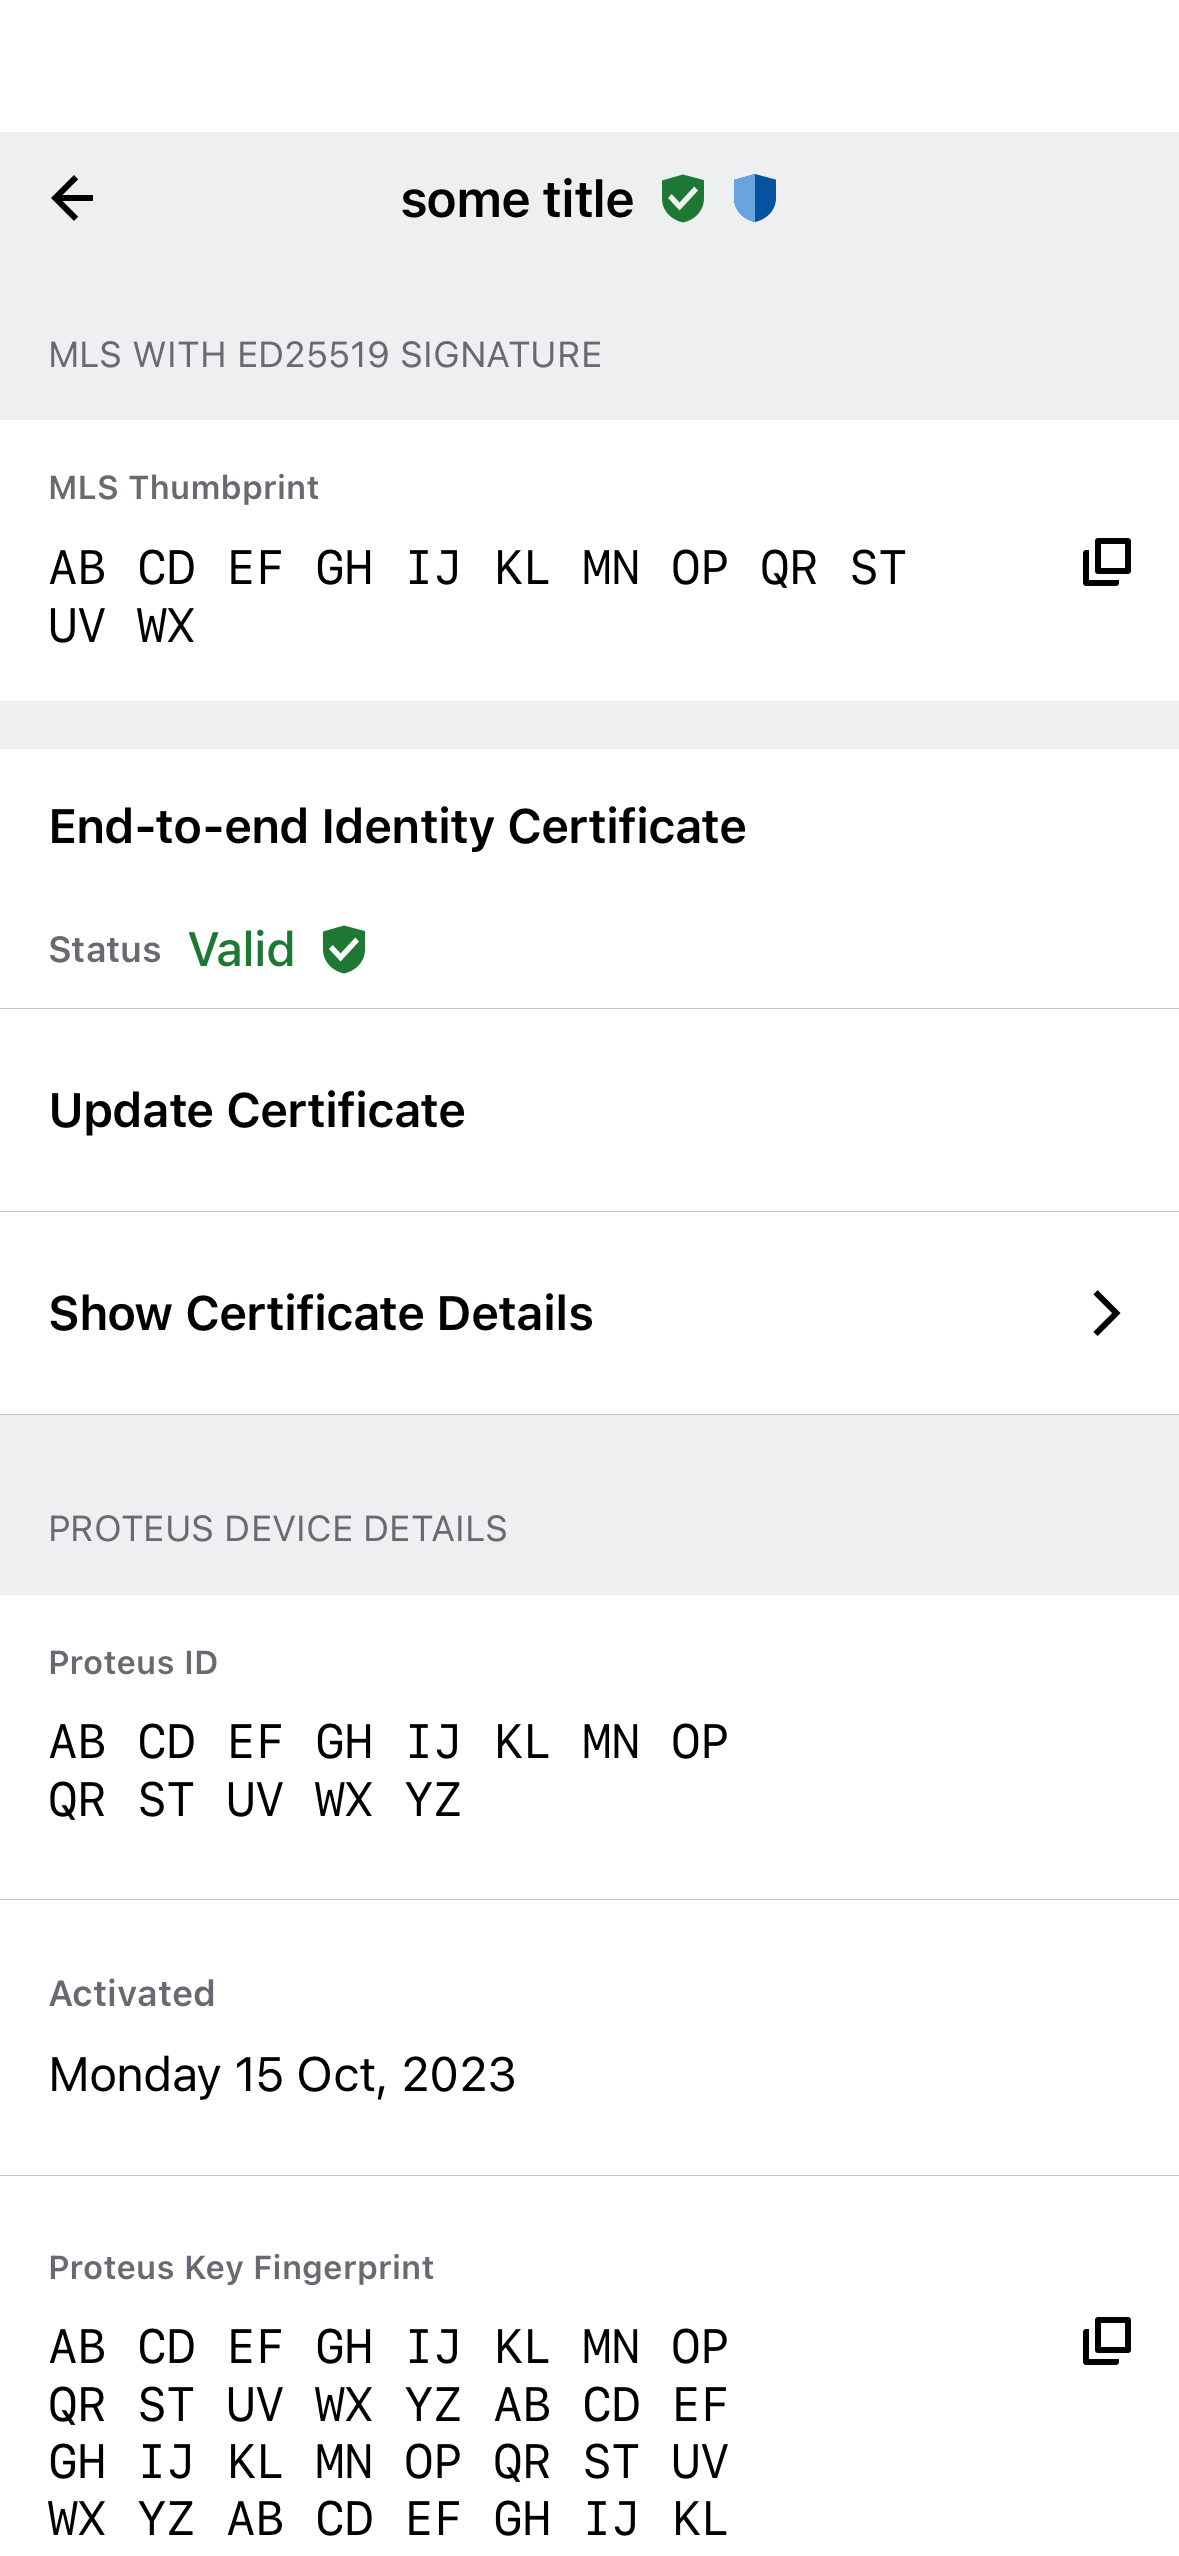 some title
MLS WITH ED25519 SIGNATURE
MLS Thumbprint
AB CD EF GH IJ KL MN OP QR ST
UV WX
End-to-end Identity Certificate
Status Valid
Update Certificate
Show Certificate Details
PROTEUS DEVICE DETAILS
Proteus ID
AB CD EF GH IJ KL MN OP
QR ST UV WX YZ
Activated
Monday 15 Oct, 2023
Proteus Key Fingerprint
AB CD EF GH IJ KL MN OP
QR ST UV WX YZ AB CD EF
GH IJ KL MN OP QR ST UV
WX YZ AB CD EF GH IJ KL